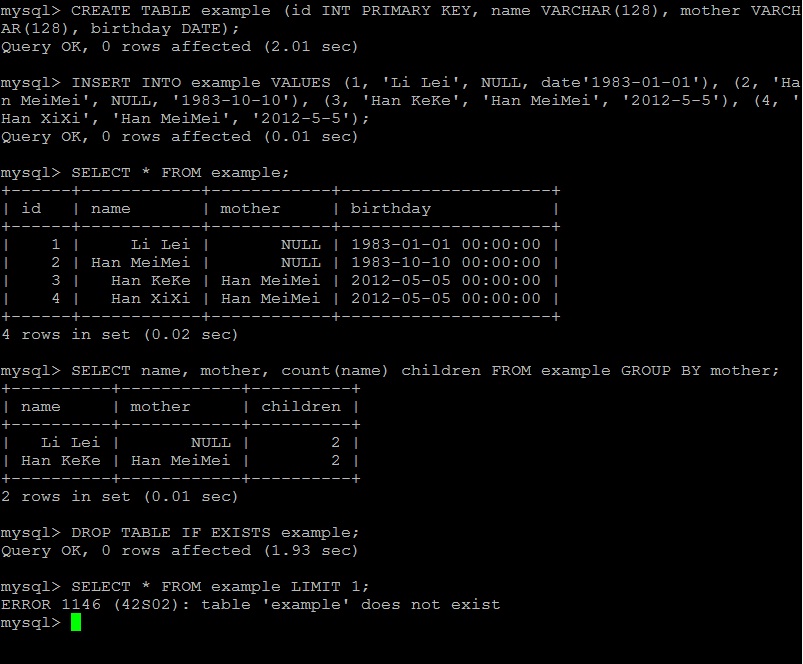 mysql> CREATE TABLE example (id INT PRIMARY KEY, name VARCHAR(128), mother VARCH
AR(128), birthday DATE);
Query OK, 0 rows affected (2.01 sec)
mysql> INSERT INTO example VALUES (1, 'Li Lei', NULL, date'1983-01-01'), (2, 'Ha
n MeiMei', NULL, '1983-10-10'), (3, 'Han KeKe', 'Han MeiMei', '2012-5-5'), (4, '
Han XiXi', 'Han MeiMei', '2012-5-5');
Query OK, 0 rows affected (0.01 sec)
mysql> SELECT * FROM example;
+------+------------+------------+---------------------+
| id   | name       | mother     | birthday            |
+------+------------+------------+---------------------+
|    1 |     Li Lei |       NULL | 1983-01-01 00:00:00 |
|    2 | Han MeiMei |       NULL | 1983-10-10 00:00:00 |
|    3 |   Han KeKe | Han MeiMei | 2012-05-05 00:00:00 |
|    4 |   Han XiXi | Han MeiMei | 2012-05-05 00:00:00 |
+------+------------+------------+---------------------+
4 rows in set (0.02 sec)
mysql> SELECT name, mother, count(name) children FROM example GROUP BY mother;
+----------+------------+----------+
| name     | mother     | children |
+----------+------------+----------+
|   Li Lei |       NULL |        2 |
| Han KeKe | Han MeiMei |        2 |
+----------+------------+----------+
2 rows in set (0.01 sec)
mysql> DROP TABLE IF EXISTS example;
Query OK, 0 rows affected (1.93 sec)
mysql> SELECT * FROM example LIMIT 1;
ERROR 1146 (42S02): table 'example' does not exist
mysql>